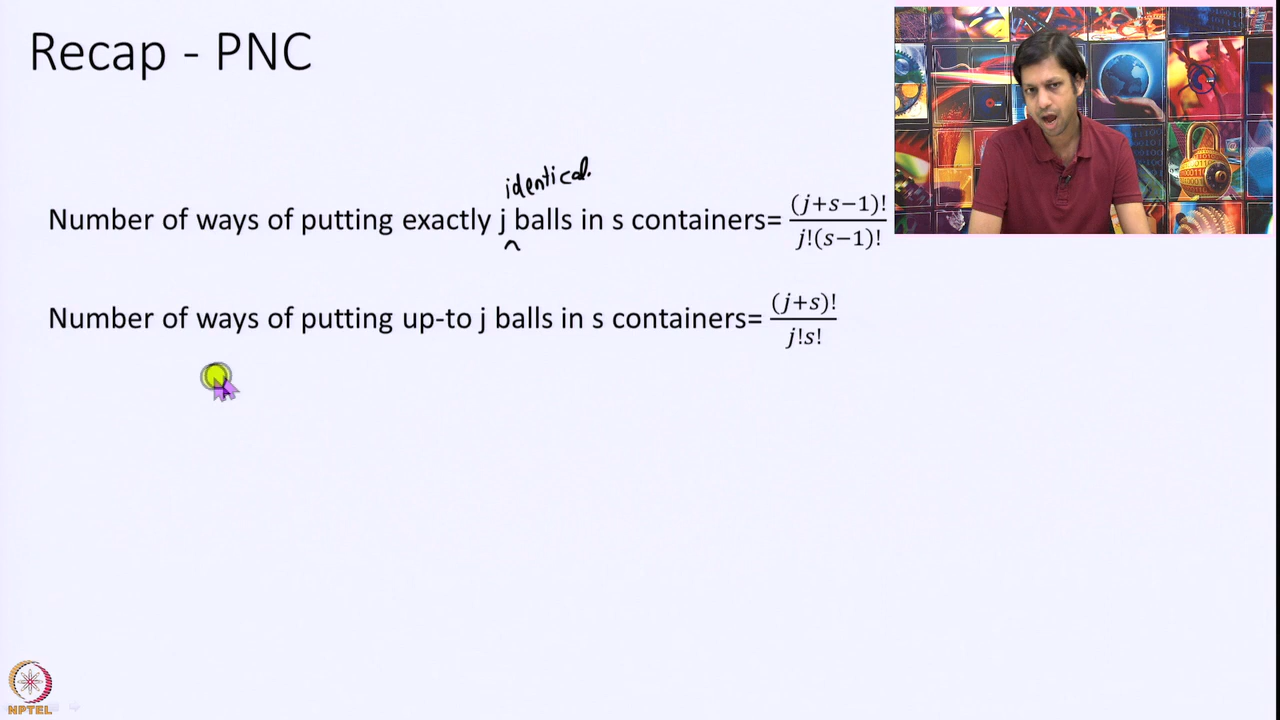 Recap - PNC
identical.
Number of ways of putting exactly j balls in s containers= (j+s−1)! / j!(s−1)!
^
Number of ways of putting up-to j balls in s containers= (j+s)! / j!s!
NPTEL